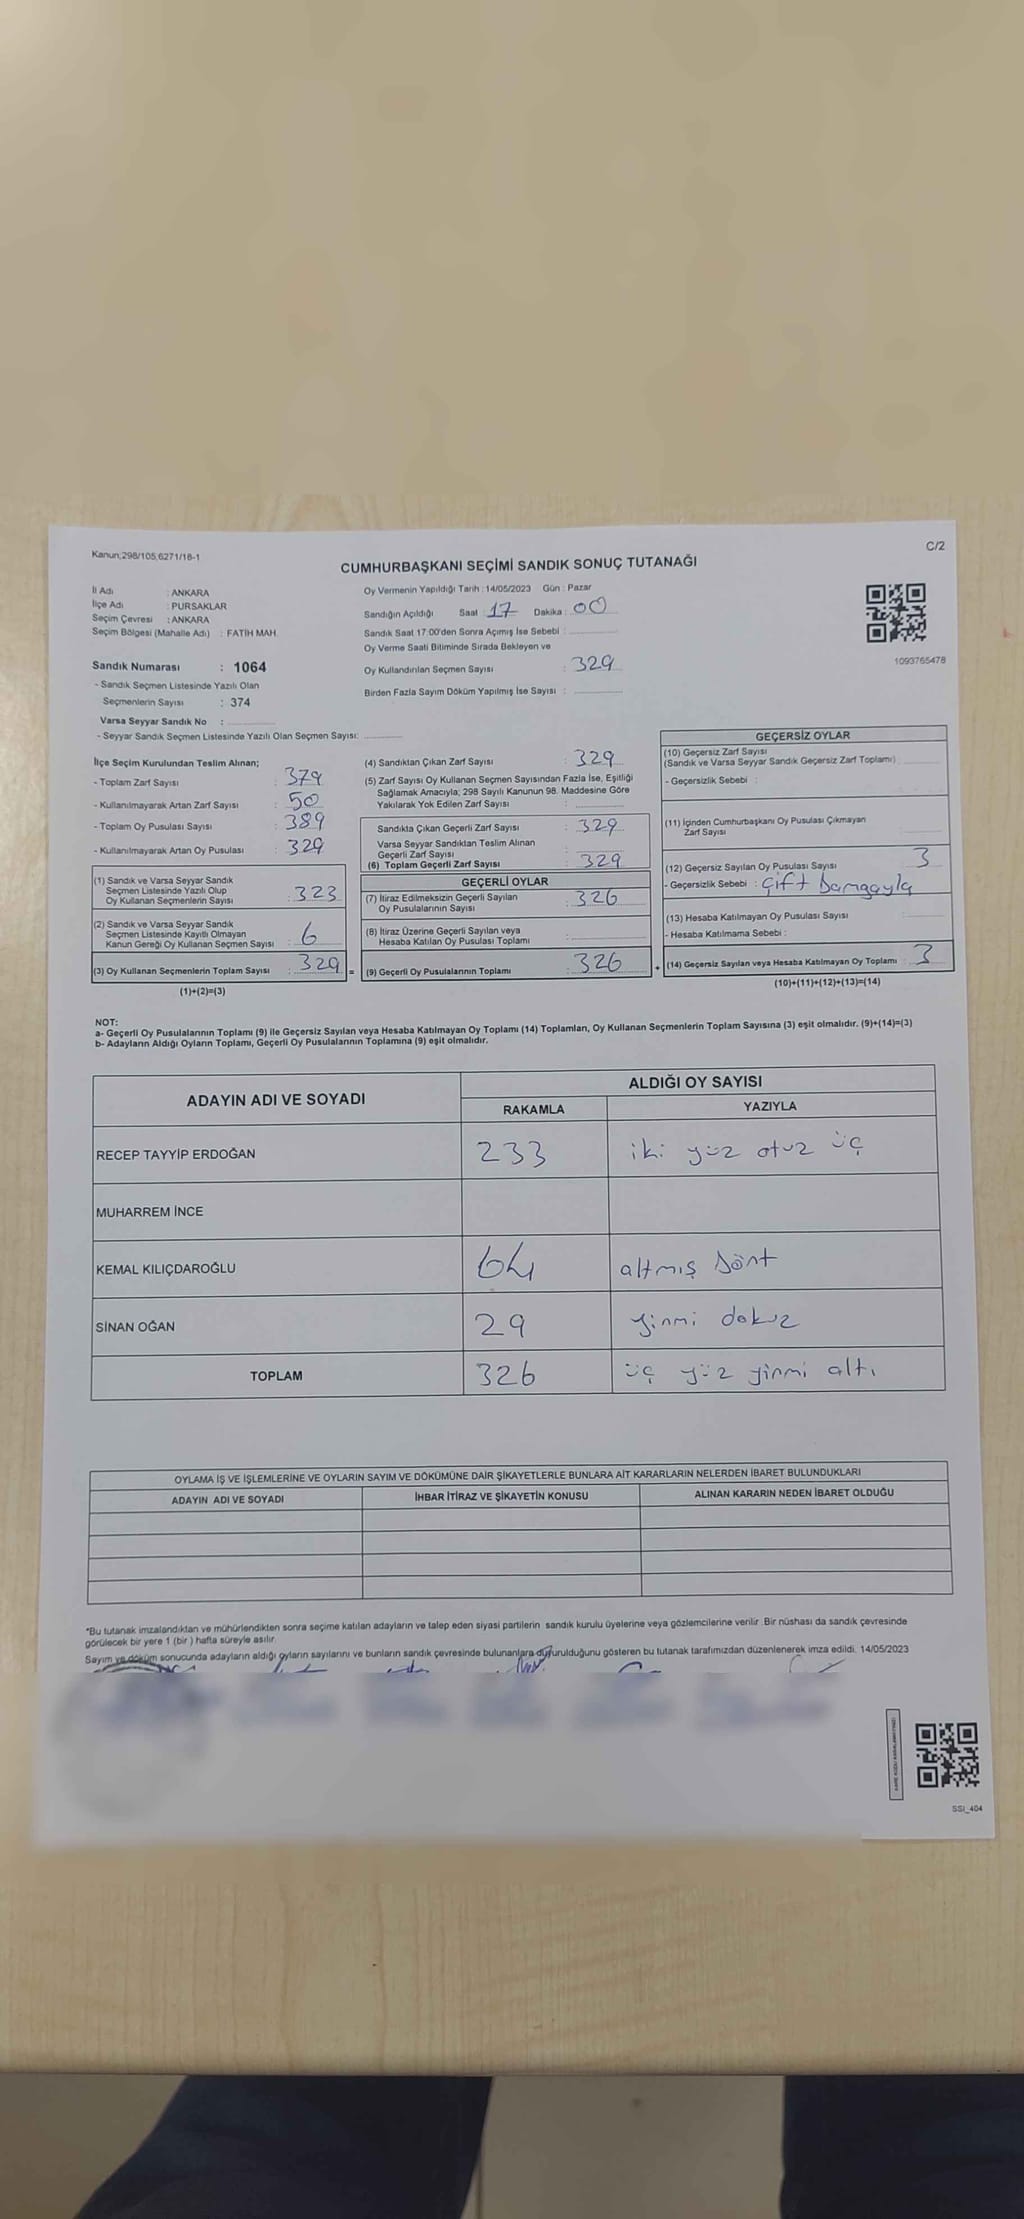 Kanun;298/105,6271/18-1
C/2
CUMHURBAŞKANI SEÇİMİ SANDIK SONUÇ TUTANAĞI
İl Adı : ANKARA
İlçe Adı : PURSAKLAR
Seçim Çevresi : ANKARA
Seçim Bölgesi (Mahalle Adı) : FATİH MAH.
Sandık Numarası : 1064
- Sandık Seçmen Listesinde Yazılı Olan
Seçmenlerin Sayısı : 374
Varsa Seyyar Sandık No :
- Seyyar Sandık Seçmen Listesinde Yazılı Olan Seçmen Sayısı:
Oy Vermenin Yapıldığı Tarih : 14/05/2023 Gün : Pazar
Sandığın Açıldığı Saat : 17 Dakika : 00
Sandık Saat 17:00'den Sonra Açımış İse Sebebi :
Oy Verme Saati Bitiminde Sırada Bekleyen ve
Oy Kullandırılan Seçmen Sayısı : 329
Birden Fazla Sayım Döküm Yapılmış İse Sayısı :
1093765478
İlçe Seçim Kurulundan Teslim Alınan;
- Toplam Zarf Sayısı : 379
- Kullanılmayarak Artan Zarf Sayısı : 50
- Toplam Oy Pusulası Sayısı : 389
- Kullanılmayarak Artan Oy Pusulası : 329
(1) Sandık ve Varsa Seyyar Sandık
Seçmen Listesinde Yazılı Olup
Oy Kullanan Seçmenlerin Sayısı : 323
(2) Sandık ve Varsa Seyyar Sandık
Seçmen Listesinde Kayıtlı Olmayan
Kanun Gereği Oy Kullanan Seçmen Sayısı : 6
(3) Oy Kullanan Seçmenlerin Toplam Sayısı : 329 =
(1)+(2)=(3)
(4) Sandıktan Çıkan Zarf Sayısı : 329
(5) Zarf Sayısı Oy Kullanan Seçmen Sayısından Fazla İse, Eşitliği
Sağlamak Amacıyla; 298 Sayılı Kanunun 98. Maddesine Göre
Yakılarak Yok Edilen Zarf Sayısı :
Sandıkta Çıkan Geçerli Zarf Sayısı : 329
Varsa Seyyar Sandıktan Teslim Alınan
Geçerli Zarf Sayısı :
(6) Toplam Geçerli Zarf Sayısı : 329
GEÇERLİ OYLAR
(7) İtiraz Edilmeksizin Geçerli Sayılan
Oy Pusulalarının Sayısı : 326
(8) İtiraz Üzerine Geçerli Sayılan veya
Hesaba Katılan Oy Pusulası Toplamı :
(9) Geçerli Oy Pusulalarının Toplamı : 326 +
GEÇERSİZ OYLAR
(10) Geçersiz Zarf Sayısı
(Sandık ve Varsa Seyyar Sandık Geçersiz Zarf Toplamı) :
- Geçersizlik Sebebi :
(11) İçinden Cumhurbaşkanı Oy Pusulası Çıkmayan
Zarf Sayısı :
(12) Geçersiz Sayılan Oy Pusulası Sayısı : 3
- Geçersizlik Sebebi : Çift Damgayla
(13) Hesaba Katılmayan Oy Pusulası Sayısı :
- Hesaba Katılmama Sebebi :
(14) Geçersiz Sayılan veya Hesaba Katılmayan Oy Toplamı : 3
(10)+(11)+(12)+(13)=(14)
NOT:
a- Geçerli Oy Pusulalarının Toplamı (9) ile Geçersiz Sayılan veya Hesaba Katılmayan Oy Toplamı (14) Toplamları, Oy Kullanan Seçmenlerin Toplam Sayısına (3) eşit olmalıdır. (9)+(14)=(3)
b- Adayların Aldığı Oyların Toplamı, Geçerli Oy Pusulalarının Toplamına (9) eşit olmalıdır.
ADAYIN ADI VE SOYADI
ALDIĞI OY SAYISI
RAKAMLA YAZIYLA
RECEP TAYYİP ERDOĞAN 233 iki yüz otuz üç
MUHARREM İNCE
KEMAL KILIÇDAROĞLU 64 altmış Dört
SİNAN OĞAN 29 yirmi dokuz
TOPLAM 326 üç yüz yirmi altı
OYLAMA İŞ VE İŞLEMLERİNE VE OYLARIN SAYIM VE DÖKÜMÜNE DAİR ŞİKAYETLERLE BUNLARA AİT KARARLARIN NELERDEN İBARET BULUNDUKLARI
ADAYIN ADI VE SOYADI İHBAR İTİRAZ VE ŞİKAYETİN KONUSU ALINAN KARARIN NEDEN İBARET OLDUĞU
*Bu tutanak imzalandıktan ve mühürlendikten sonra seçime katılan adayların ve talep eden siyasi partilerin sandık kurulu üyelerine veya gözlemcilerine verilir. Bir nüshası da sandık çevresinde
görülecek bir yere 1 (bir ) hafta süreyle asılır.
Sayım ve döküm sonucunda adayların aldığı oyların sayılarını ve bunların sandık çevresinde bulunanlara duyurulduğunu gösteren bu tutanak tarafımızdan düzenlenerek imza edildi. 14/05/2023
SSI_404